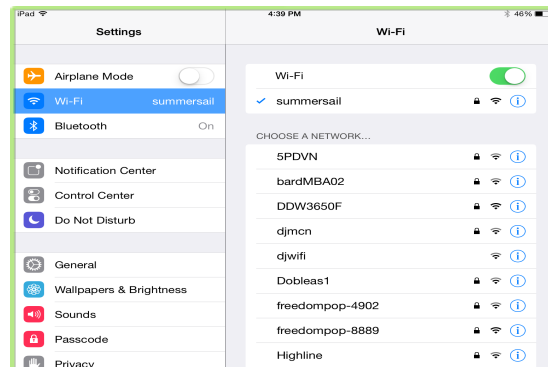 iPad 4:39 PM 46%
Settings
Wi-Fi
Airplane Mode
Wi-Fi summersail
Bluetooth On
Notification Center
Control Center
Do Not Disturb
General
Wallpapers & Brightness
Sounds
Passcode
Privacy
Wi-Fi
summersail
CHOOSE A NETWORK...
5PDVN
bardMBA02
DDW3650F
djmcn
djwifi
Dobleas1
freedompop-4902
freedompop-8889
Highline